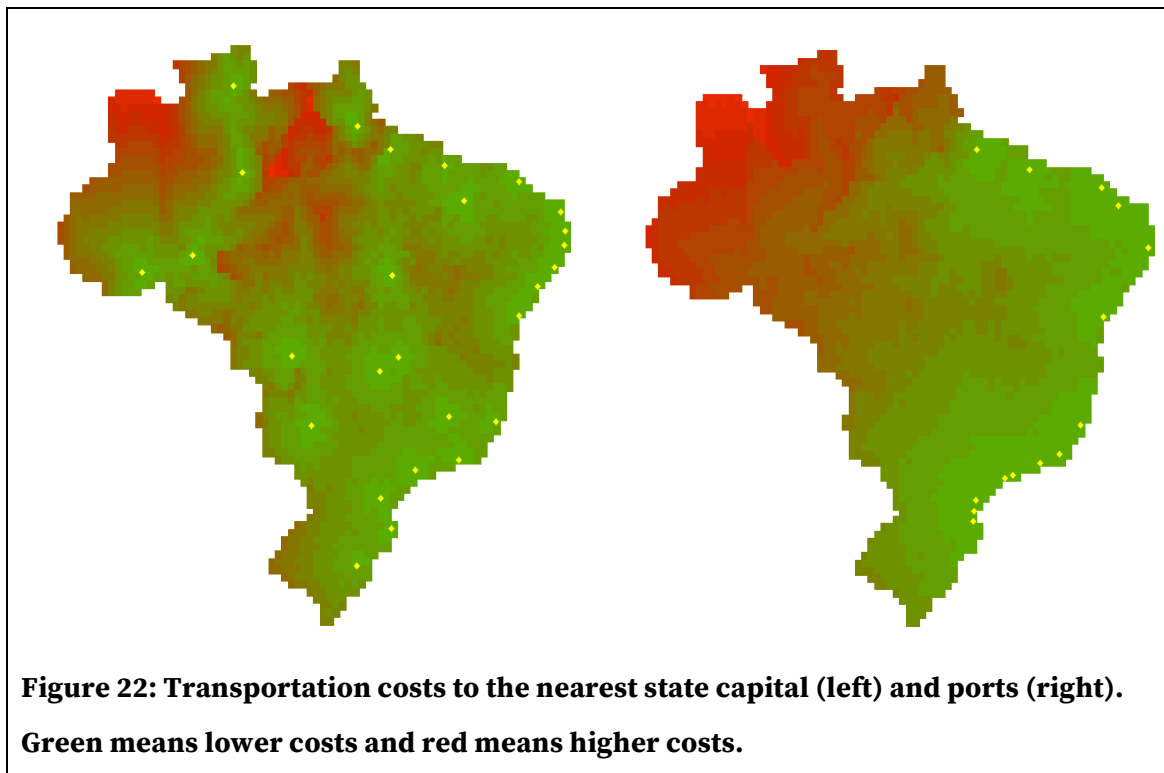 Figure 22: Transportation costs to the nearest state capital (left) and ports (right).
Green means lower costs and red means higher costs.